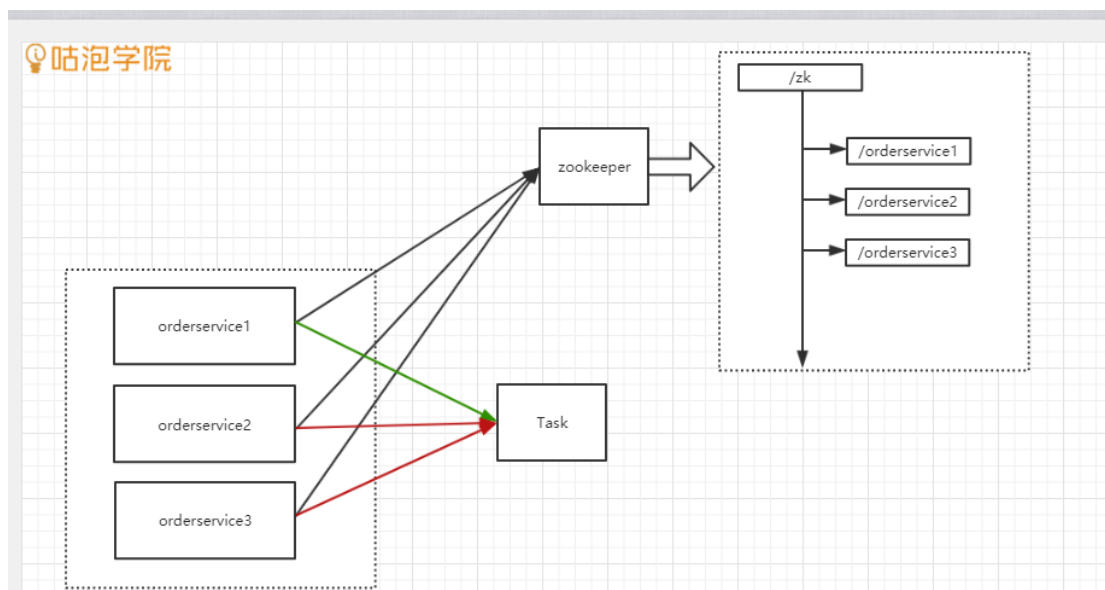 咕泡学院
/zk
zookeeper
/orderservice1
/orderservice2
/orderservice3
orderservice1
orderservice2
Task
orderservice3